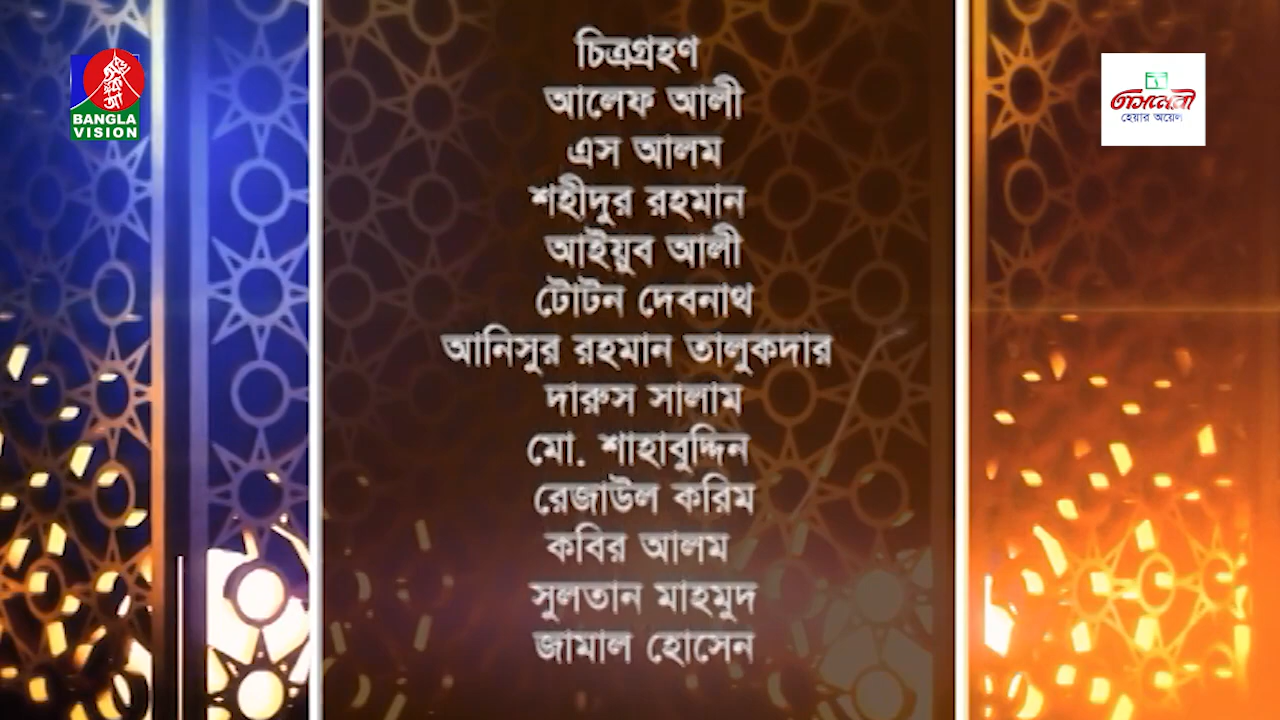 চিত্রগ্রহণ
আলেফ আলী
এস আলম
শহীদুর রহমান
আইয়ুব আলী
টোটন দেবনাথ
আনিসুর রহমান তালুকদার
দারুস সালাম
মো. শাহাবুদ্দিন
রেজাউল করিম
কবির আলম
সুলতান মাহমুদ
জামাল হোসেন
BANGLA
VISION
হেয়ার অয়েল